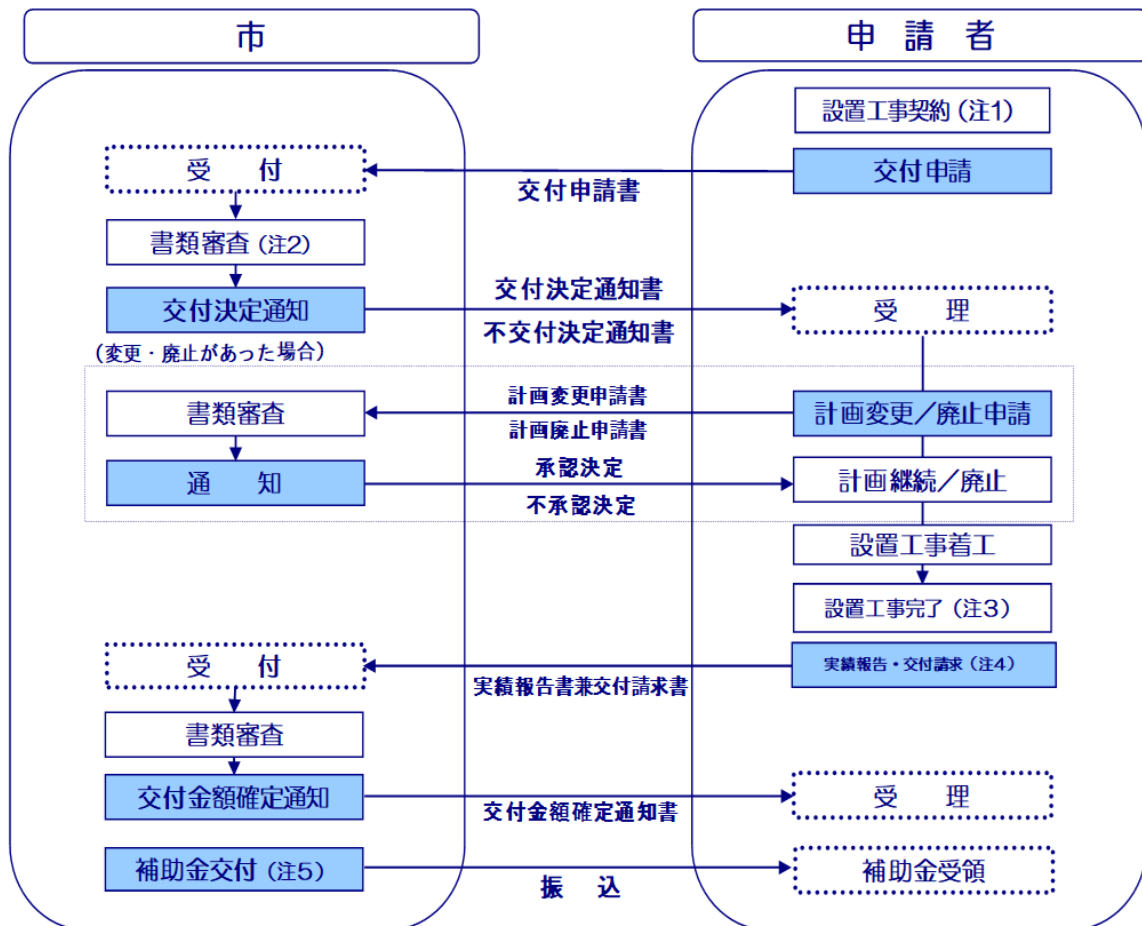 市
申請者
設置工事契約(注1)
受付
交付申請
交付申請書
書類審査(注2)
交付決定通知
交付決定通知書
不交付決定通知書
受理
(変更・廃止があった場合)
書類審査
計画変更申請書
計画廃止申請書
計画変更/廃止申請
通知
承認決定
不承認決定
計画継続/廃止
設置工事着工
設置工事完了(注3)
受付
実績報告・交付請求(注4)
実績報告書兼交付請求書
書類審査
交付金額確定通知
交付金額確定通知書
受理
補助金交付(注5)
振込
補助金受領